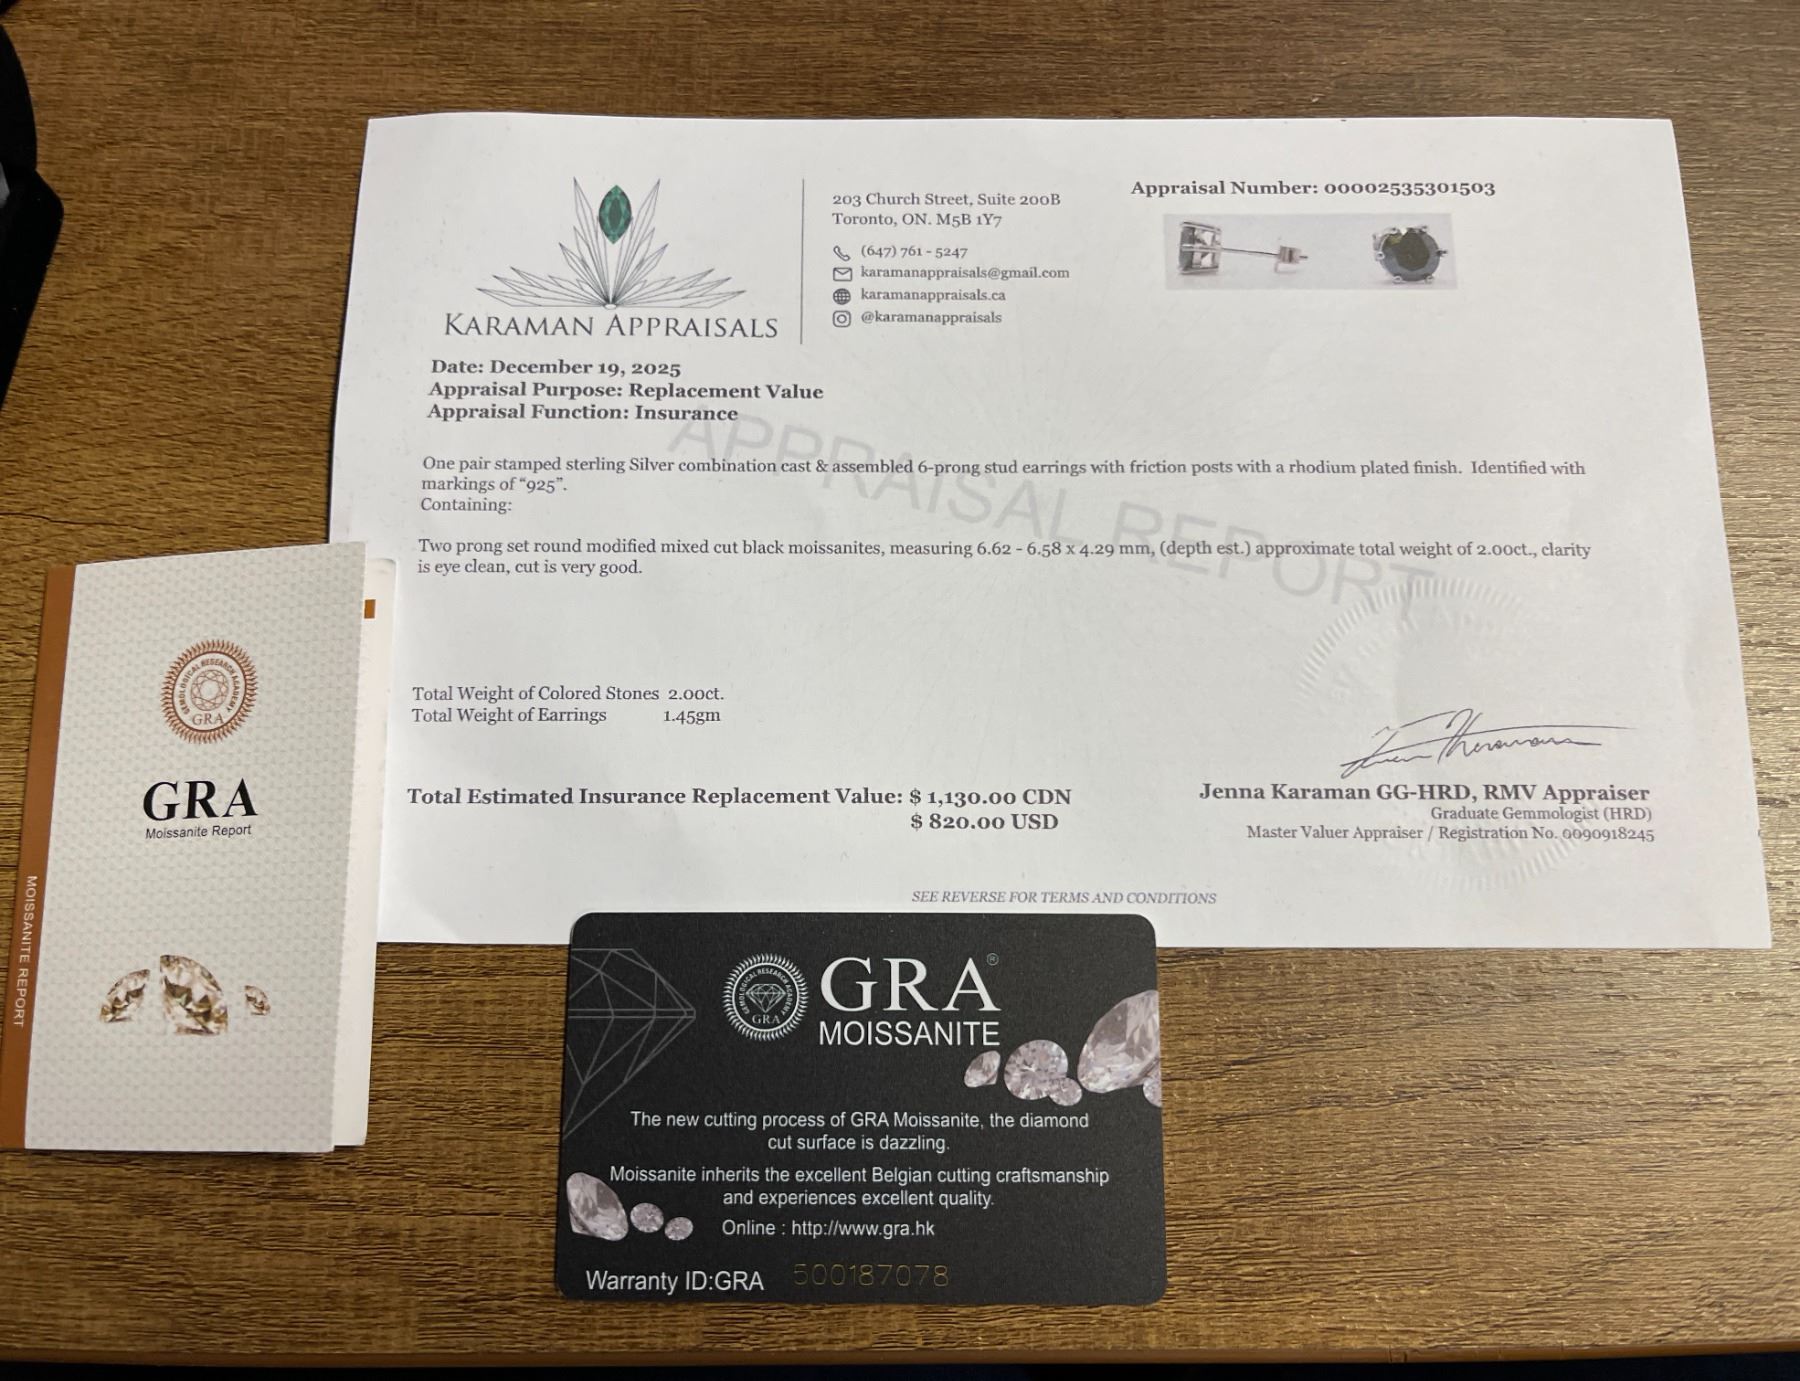 KARAMAN APPRAISALS
203 Church Street, Suite 200B
Toronto, ON. M5B 1Y7
(647) 761 - 5247
karamanappraisals@gmail.com
karamanappraisals.ca
@karamanappraisals
Appraisal Number: 00002535301503
Date: December 19, 2025
Appraisal Purpose: Replacement Value
Appraisal Function: Insurance
APPRAISAL REPORT
One pair stamped sterling Silver combination cast & assembled 6-prong stud earrings with friction posts with a rhodium plated finish. Identified with
markings of “925”.
Containing:
Two prong set round modified mixed cut black moissanites, measuring 6.62 - 6.58 x 4.29 mm, (depth est.) approximate total weight of 2.00ct., clarity
is eye clean, cut is very good.
Total Weight of Colored Stones 2.00ct.
Total Weight of Earrings 1.45gm
Total Estimated Insurance Replacement Value: $ 1,130.00 CDN
$ 820.00 USD
Jenna Karaman GG-HRD, RMV Appraiser
Graduate Gemmologist (HRD)
Master Valuer Appraiser / Registration No. 0090918245
SEE REVERSE FOR TERMS AND CONDITIONS
GEMOLOGICAL RESEARCH ACADEMY
GRA
GRA
Moissanite Report
MOISSANITE REPORT
GEMOLOGICAL RESEARCH ACADEMY
GRA
GRA®
MOISSANITE
The new cutting process of GRA Moissanite, the diamond
cut surface is dazzling.
Moissanite inherits the excellent Belgian cutting craftsmanship
and experiences excellent quality.
Online : http://www.gra.hk
Warranty ID:GRA 500187078